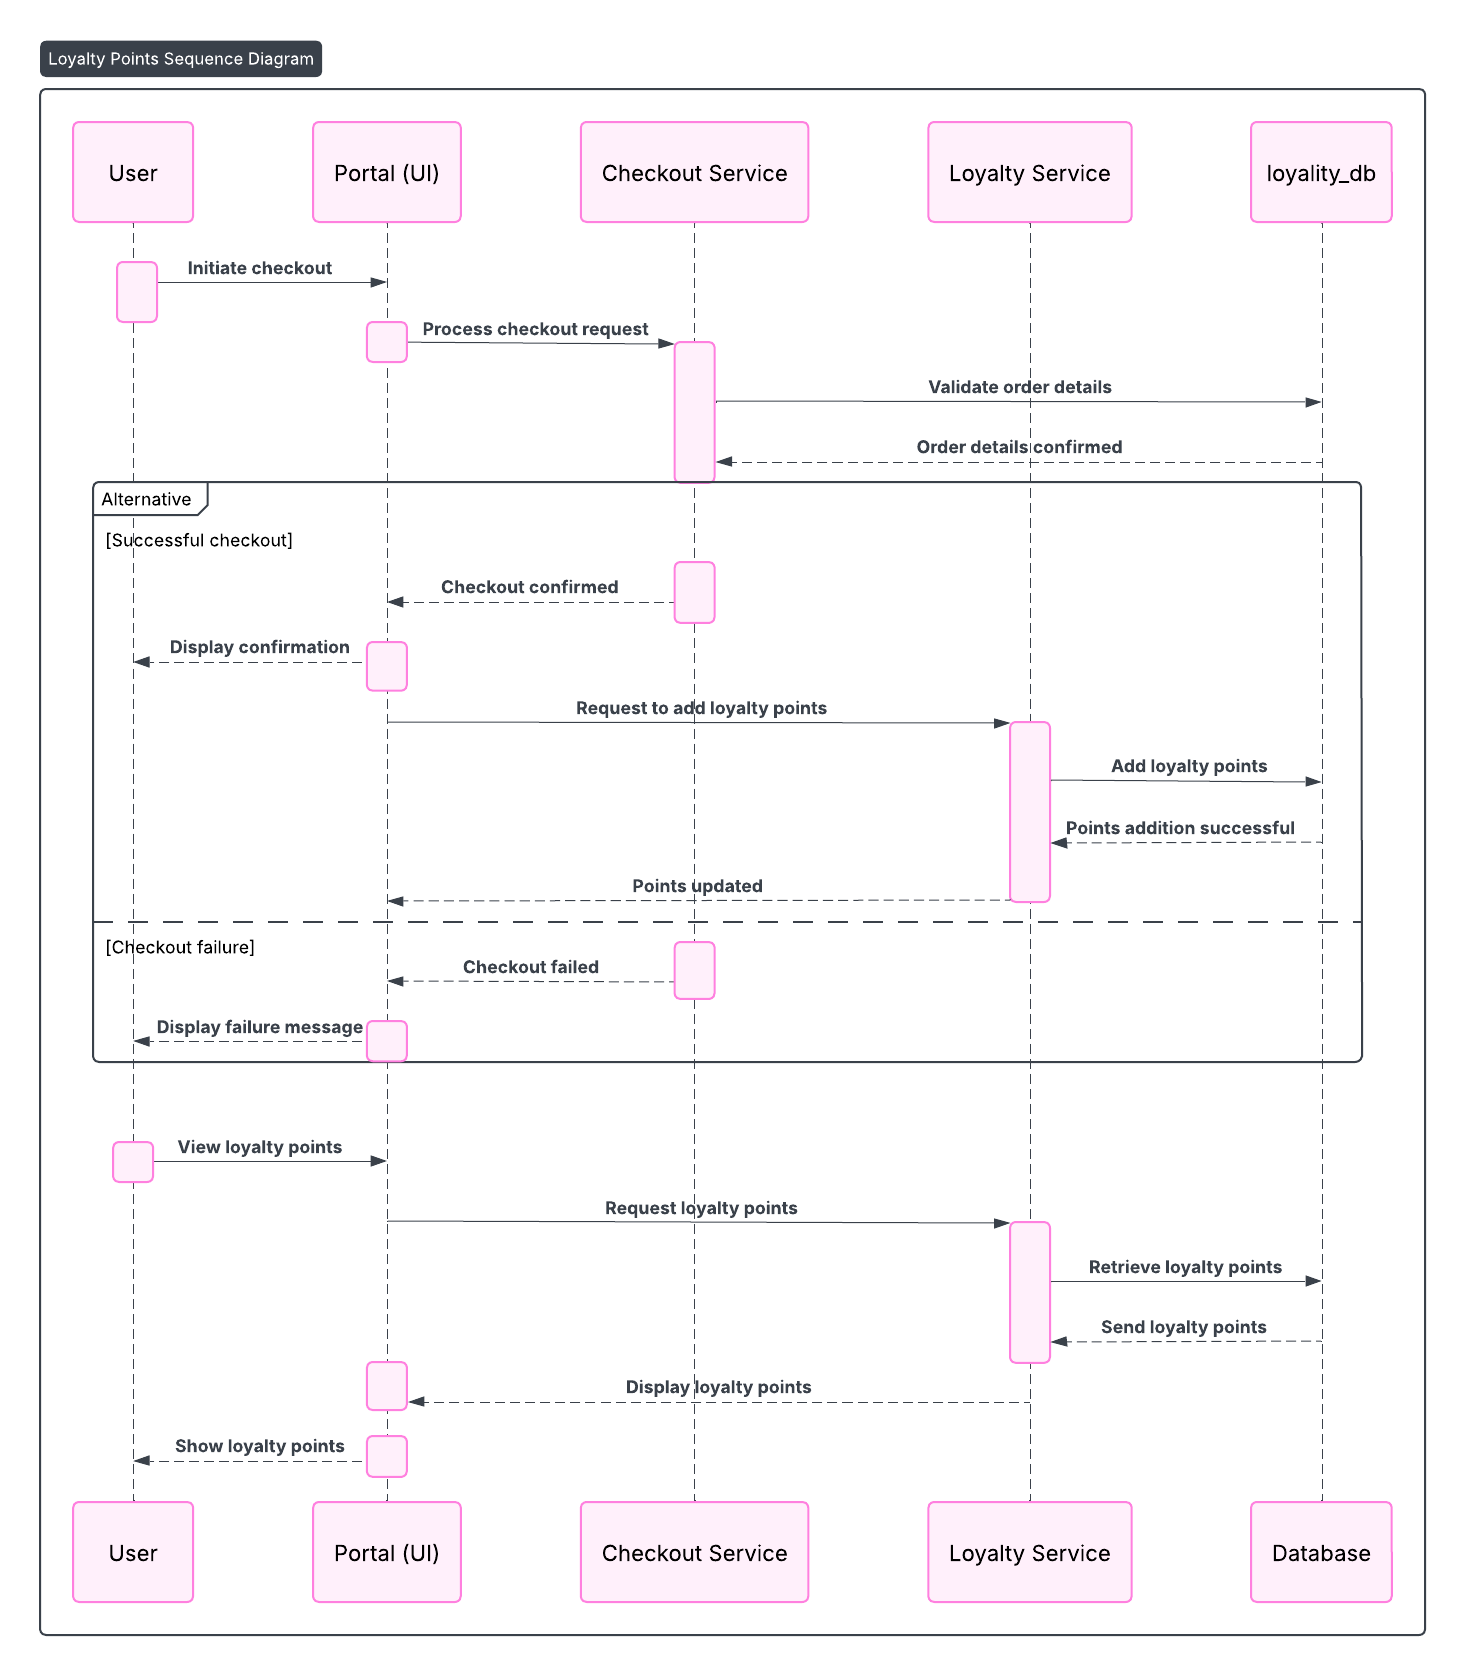 Loyalty Points Sequence Diagram
User
Portal (UI)
Checkout Service
Loyalty Service
loyality_db
Initiate checkout
Process checkout request
Validate order details
Order details confirmed
Alternative
[Successful checkout]
Checkout confirmed
Display confirmation
Request to add loyalty points
Add loyalty points
Points addition successful
Points updated
[Checkout failure]
Checkout failed
Display failure message
View loyalty points
Request loyalty points
Retrieve loyalty points
Send loyalty points
Display loyalty points
Show loyalty points
User
Portal (UI)
Checkout Service
Loyalty Service
Database